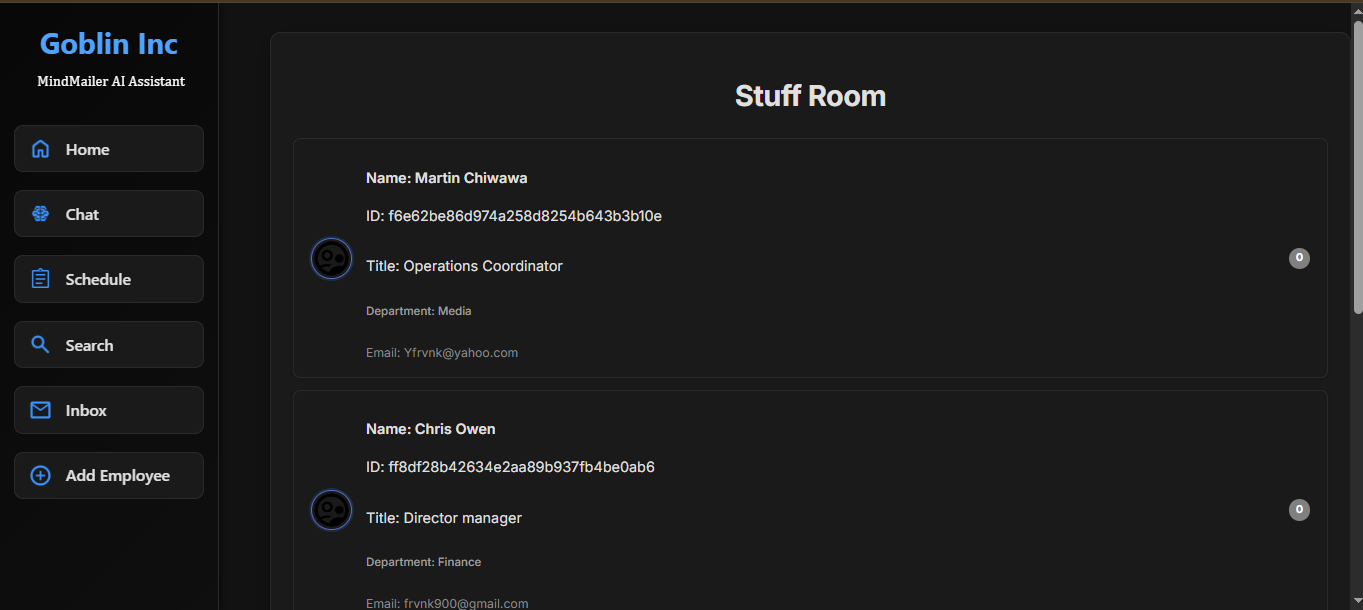 Goblin Inc
MindMailer AI Assistant
Home
Chat
Schedule
Search
Inbox
Add Employee
Stuff Room
Name: Martin Chiwawa
ID: f6e62be86d974a258d8254b643b3b10e
Title: Operations Coordinator
0
Department: Media
Email: Yfrvnk@yahoo.com
Name: Chris Owen
ID: ff8df28b42634e2aa89b937fb4be0ab6
Title: Director manager
0
Department: Finance
Email: frvnk900@gmail.com